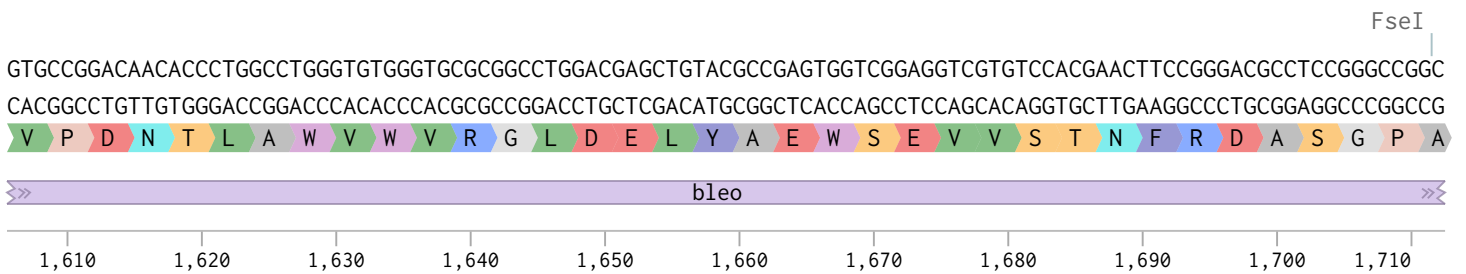 FseI
GTGCCGGACAACACCCTGGCCTGGGTGTGGGTGCGCGGCCTGGACGAGCTGTACGCCGAGTGGTCGGAGGTCGTGTCCACGAACTTCCGGGACGCCTCCGGGCCGGC
CACGGCCTGTTGTGGGACCGGACCCACACCCACGCGCCGGACCTGCTCGACATGCGGCTCACCAGCCTCCAGCACAGGTGCTTGAAGGCCCTGCGGAGGCCCGGCCG
V P D N T L A W V W V R G L D E L Y A E W S E V V S T N F R D A S G P A
bleo
1,610 1,620 1,630 1,640 1,650 1,660 1,670 1,680 1,690 1,700 1,710